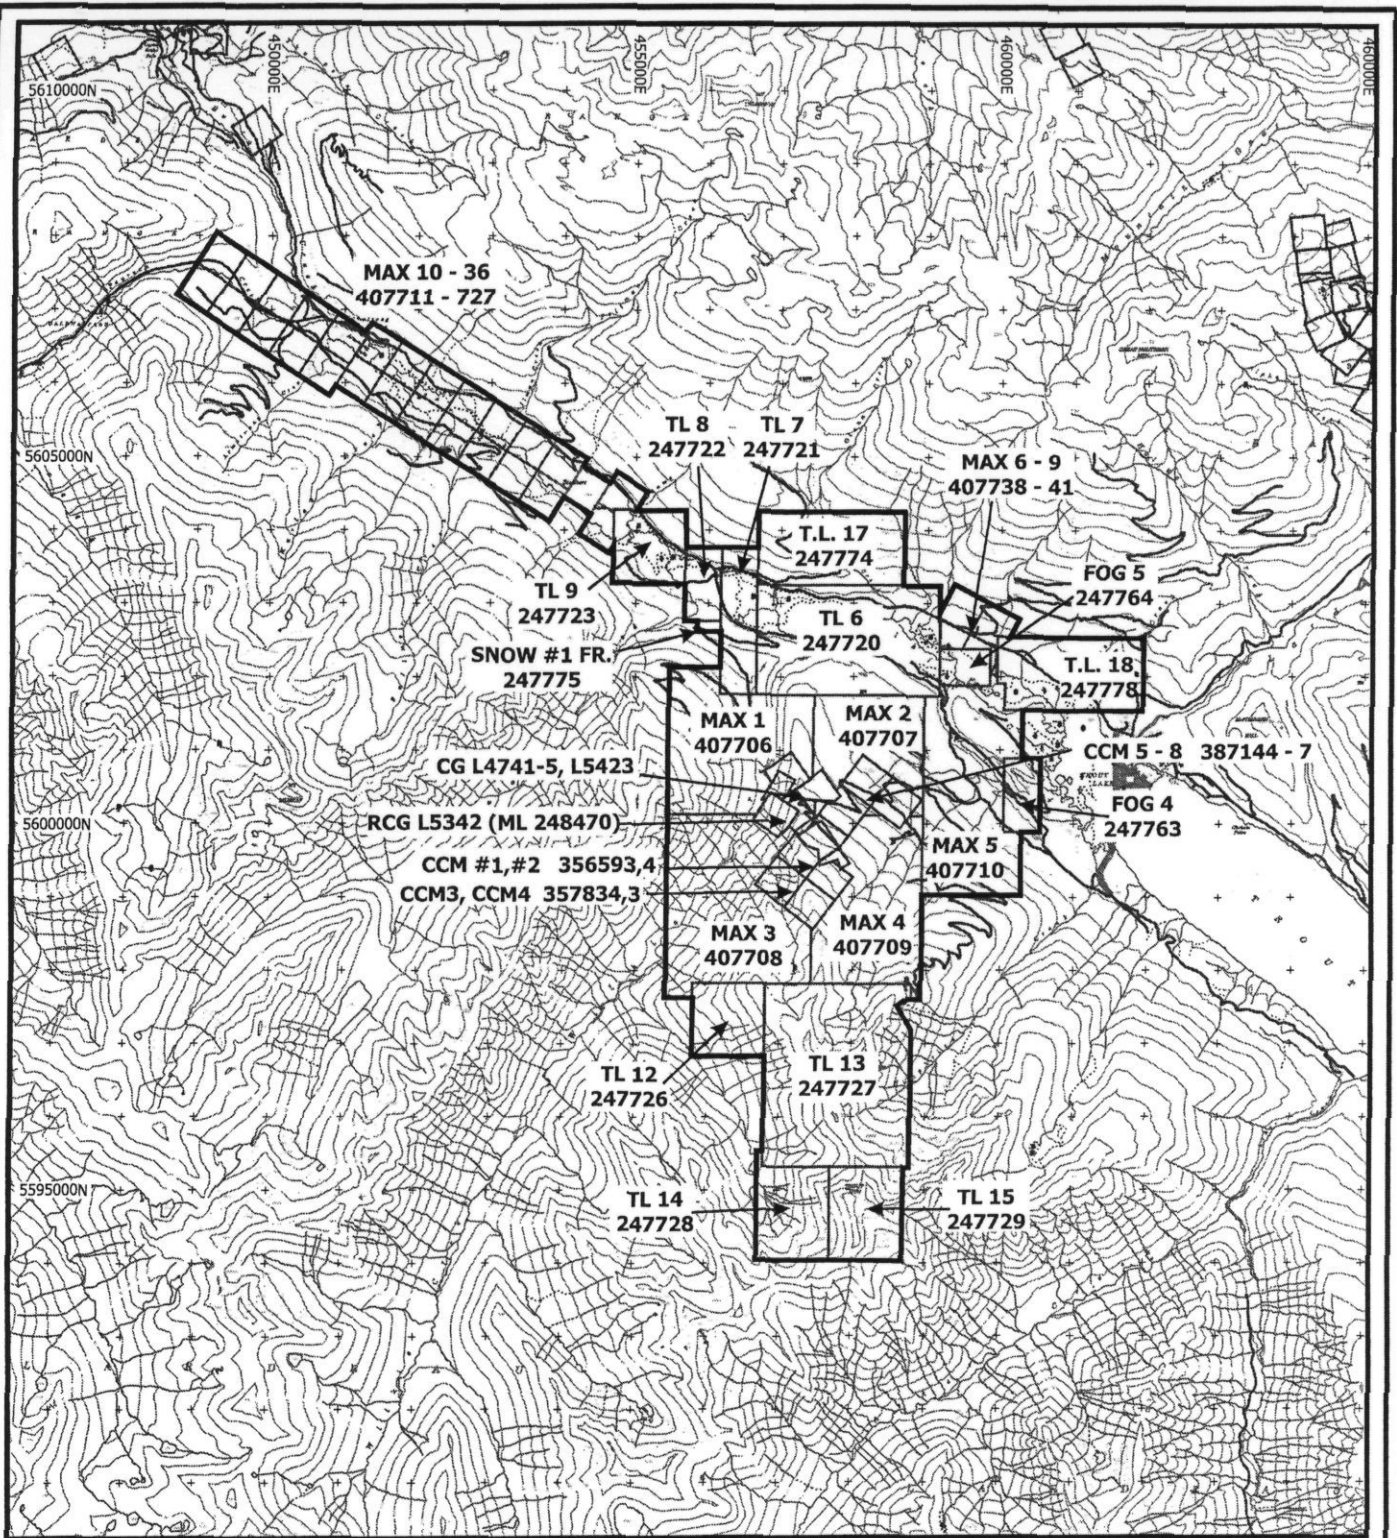 450000E
455000E
460000E
460000E
5610000N
MAX 10 - 36
407711 - 727
5605000N
TL 8
247722
TL 7
247721
MAX 6 - 9
407738 - 41
T.L. 17
247774
FOG 5
247764
TL 9
247723
TL 6
247720
SNOW #1 FR.
247775
T.L. 18
247778
MAX 1
407706
MAX 2
407707
CCM 5 - 8 387144 - 7
CG L4741-5, L5423
FOG 4
247763
5600000N
RCG L5342 (ML 248470)
MAX 5
407710
CCM #1,#2 356593,4
CCM3, CCM4 357834,3
MAX 3
407708
MAX 4
407709
TL 12
247726
TL 13
247727
5595000N
TL 14
247728
TL 15
247729